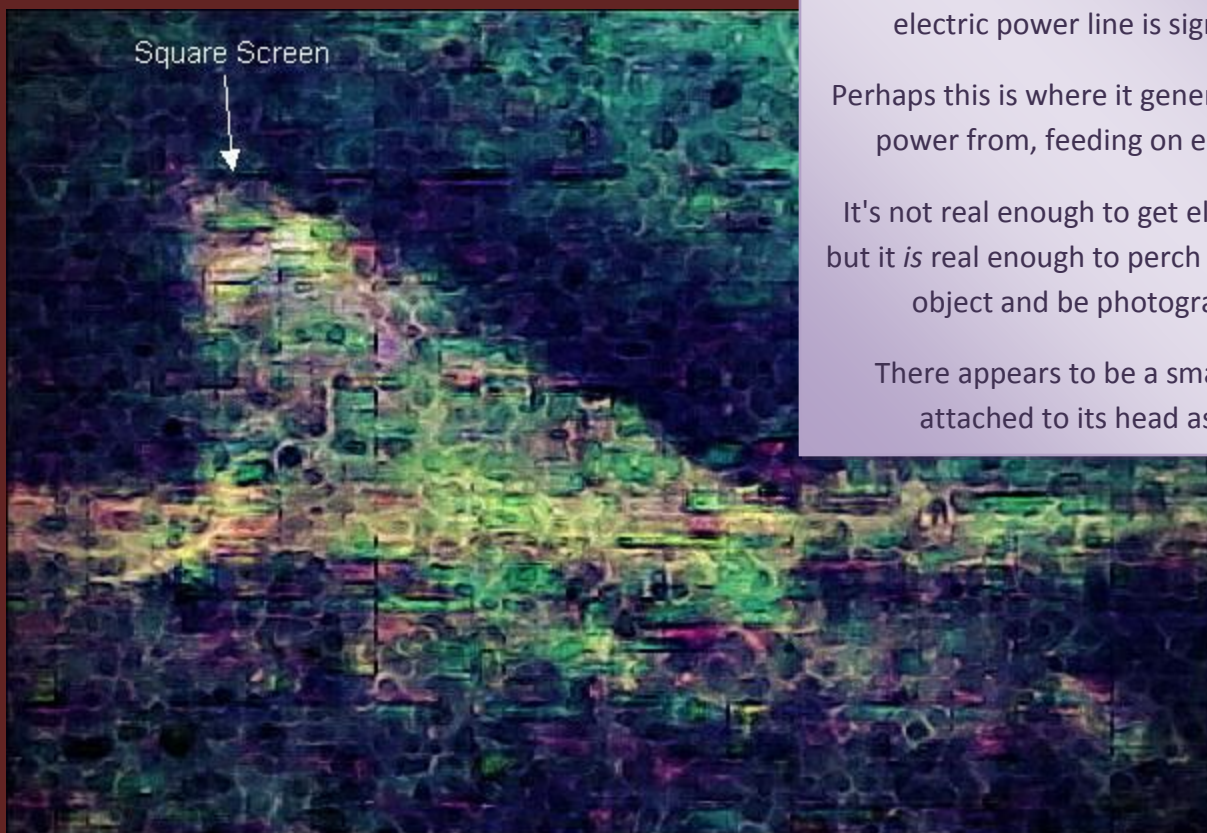 Square Screen
electric power line is sign
Perhaps this is where it gener
power from, feeding on e
It's not real enough to get el
but it is real enough to perch
object and be photogra
There appears to be a sma
attached to its head as